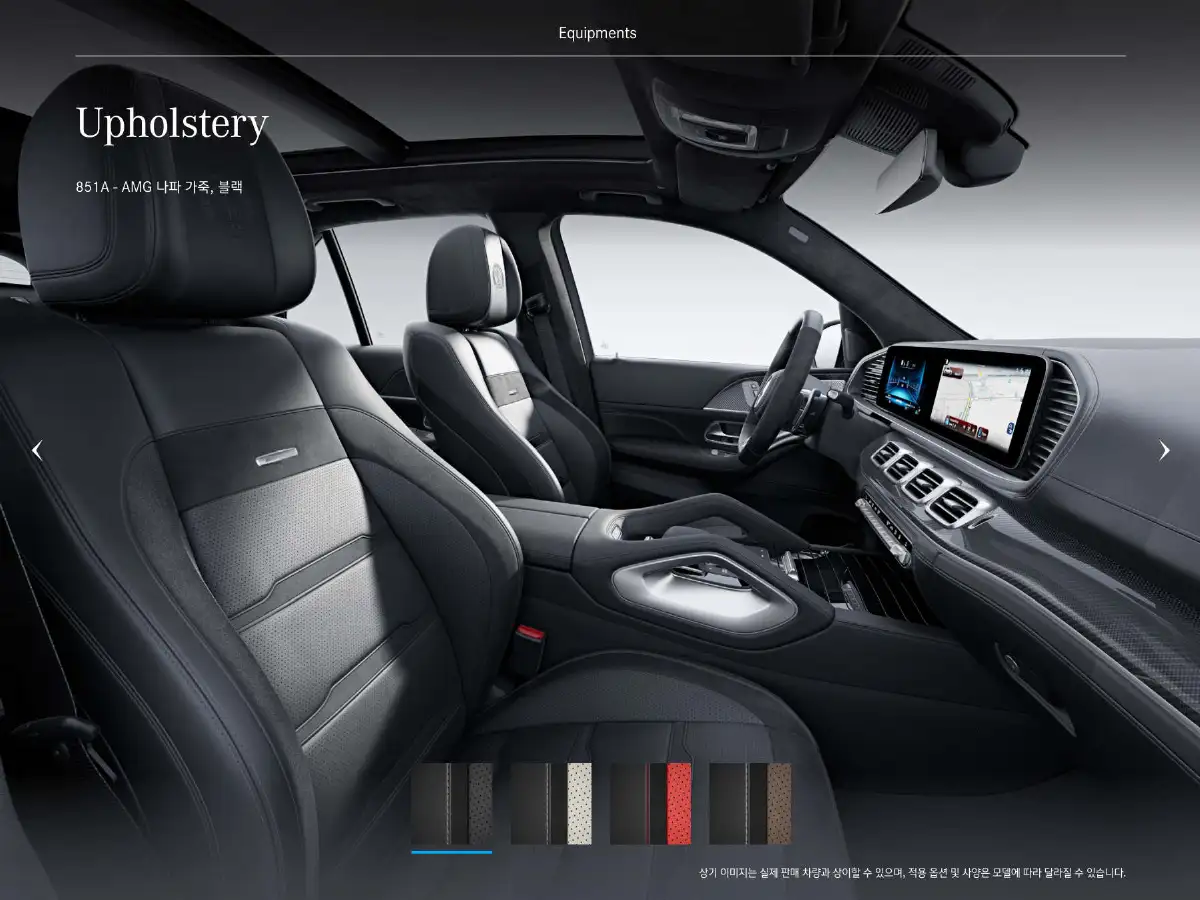 Equipments
Upholstery
851A - AMG 나파 가죽, 블랙
상기 이미지는 실제 판매 차량과 상이할 수 있으며, 적용 옵션 및 사양은 모델에 따라 달라질 수 있습니다.